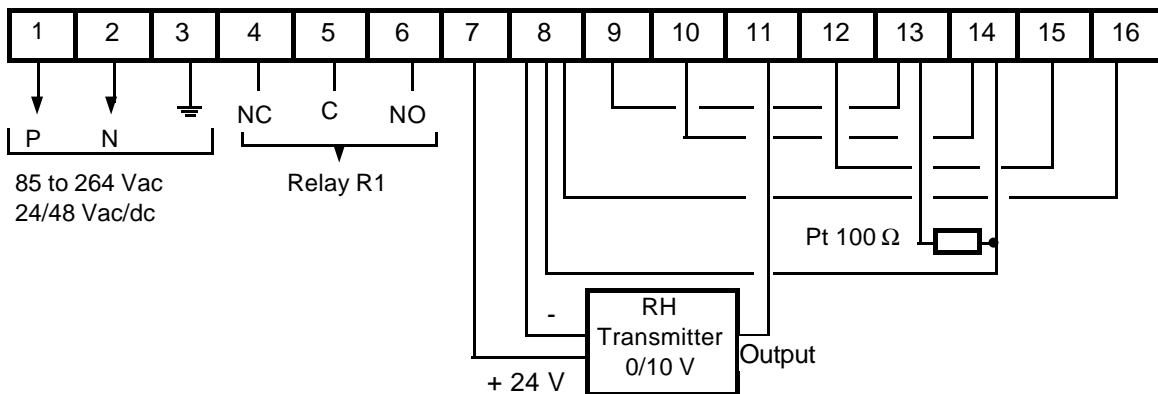 1 2 3 4 5 6 7 8 9 10 11 12 13 14 15 16
P N
NC C NO
85 to 264 Vac
24/48 Vac/dc
Relay R1
Pt 100 Ω
-
+ 24 V
RH
Transmitter
0/10 V
Output